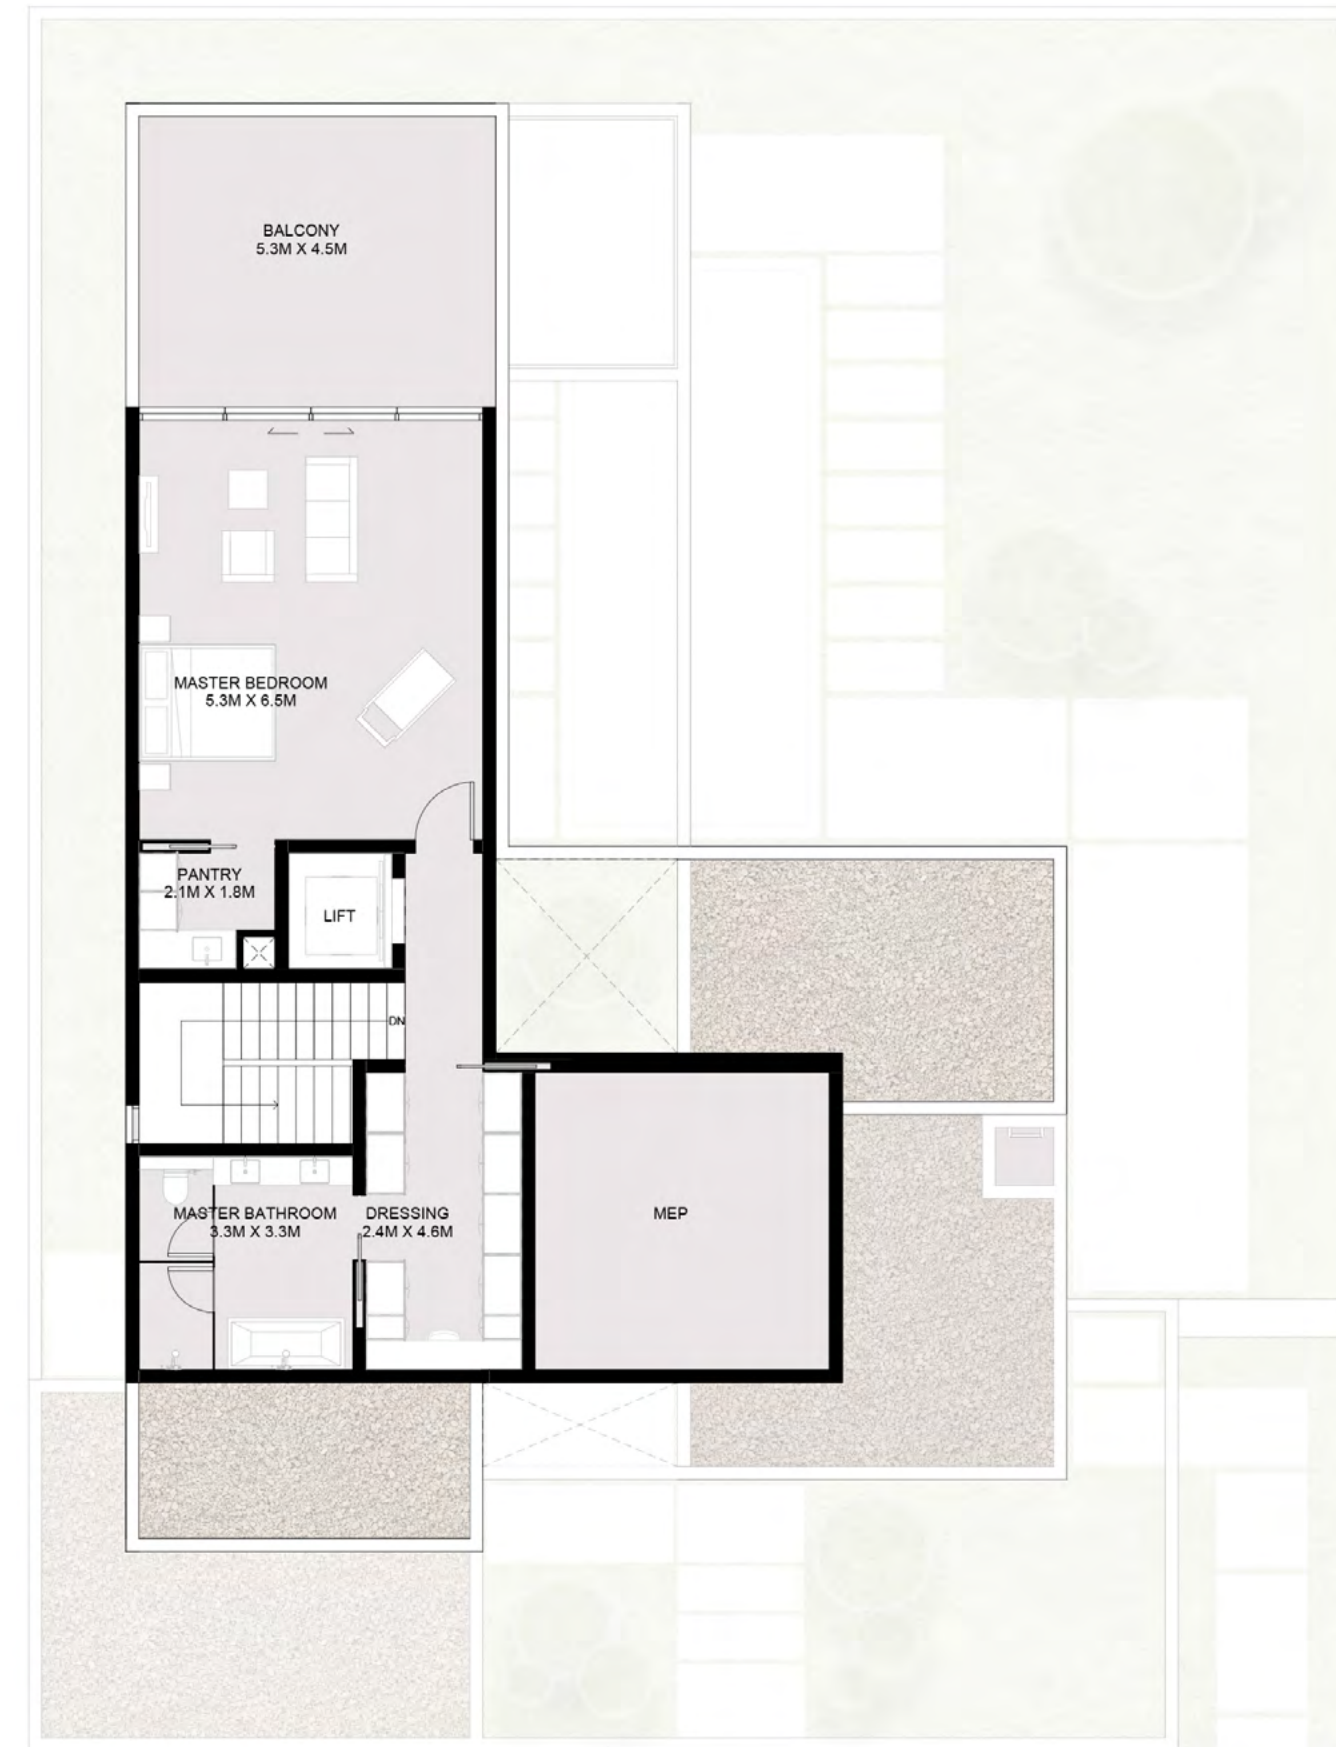 BALCONY
5.3M X 4.5M
MASTER BEDROOM
5.3M X 6.5M
PANTRY
2.1M X 1.8M
LIFT
DN
MASTER BATHROOM
3.3M X 3.3M
DRESSING
2.4M X 4.6M
MEP